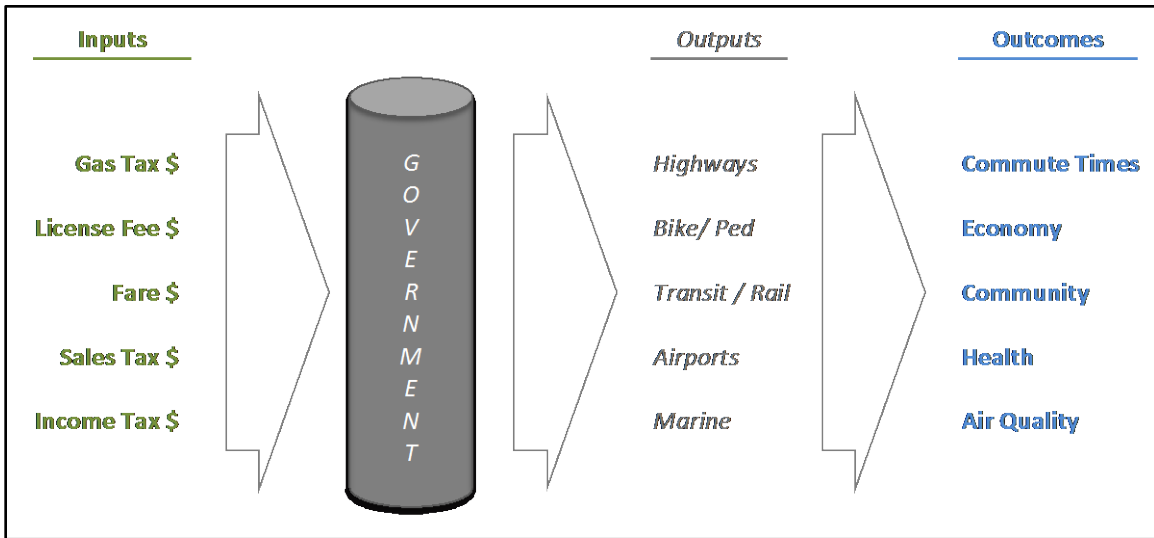 Inputs
Outputs
Outcomes
Gas Tax $
License Fee $
Fare $
Sales Tax $
Income Tax $
G
O
V
E
R
N
M
E
N
T
Highways
Bike/ Ped
Transit / Rail
Airports
Marine
Commute Times
Economy
Community
Health
Air Quality